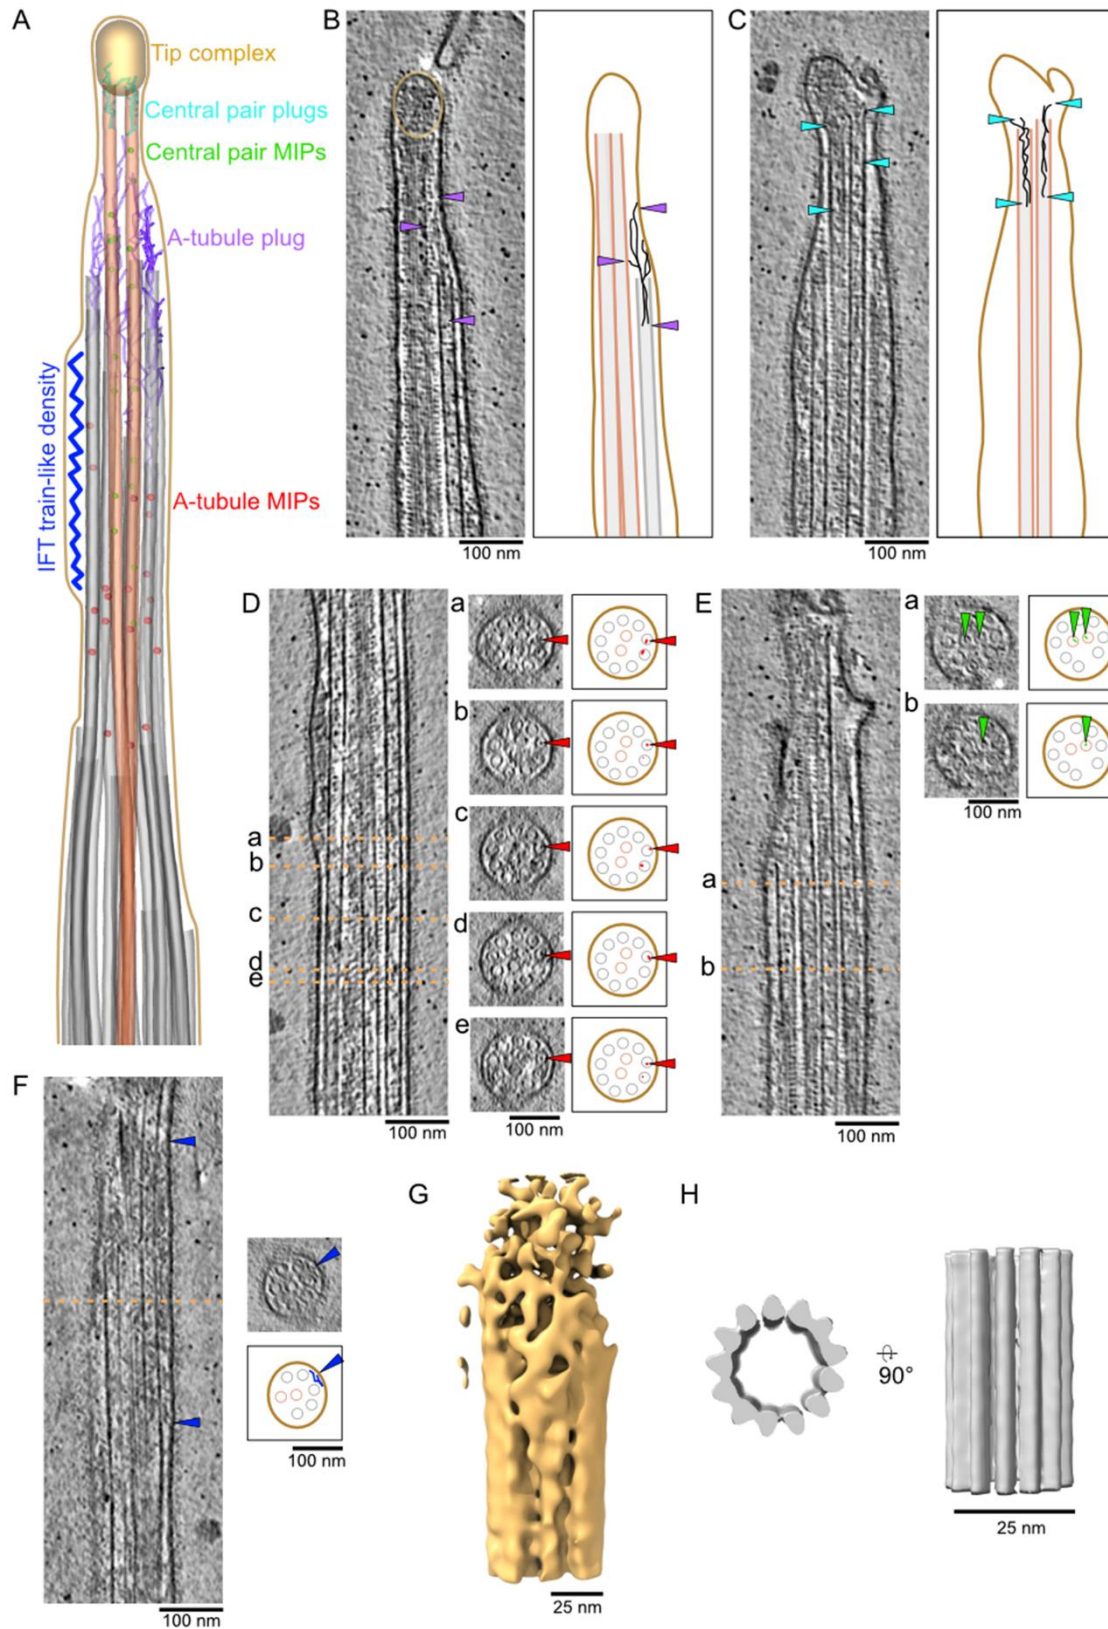 A
Tip complex
Central pair plugs
Central pair MIPs
A-tubule plug
IFT train-like density
A-tubule MIPs
B
100 nm
C
100 nm
D
a
b
c
d
e
100 nm
a
b
c
d
e
100 nm
E
a
b
100 nm
a
b
100 nm
F
100 nm
100 nm
G
25 nm
H
90°
25 nm